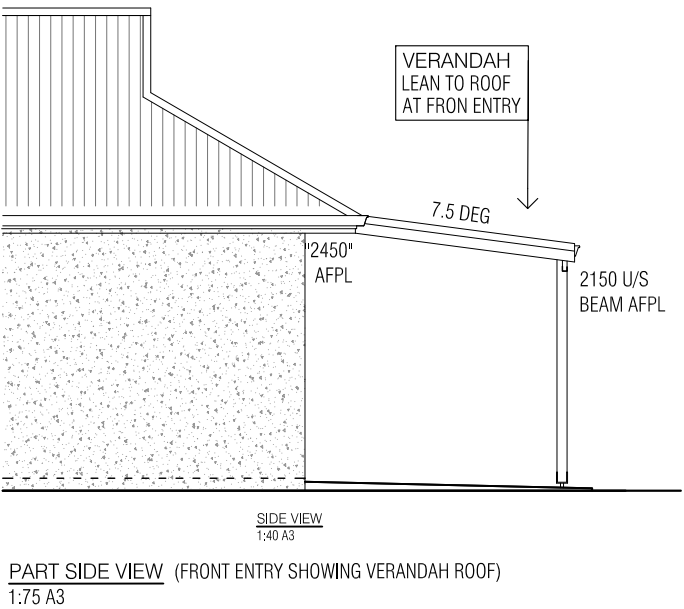 VERANDAH
LEAN TO ROOF
AT FRON ENTRY
7.5 DEG
"2450"
AFPL
2150 U/S
BEAM AFPL
SIDE VIEW
1:40 A3
PART SIDE VIEW (FRONT ENTRY SHOWING VERANDAH ROOF)
1:75 A3